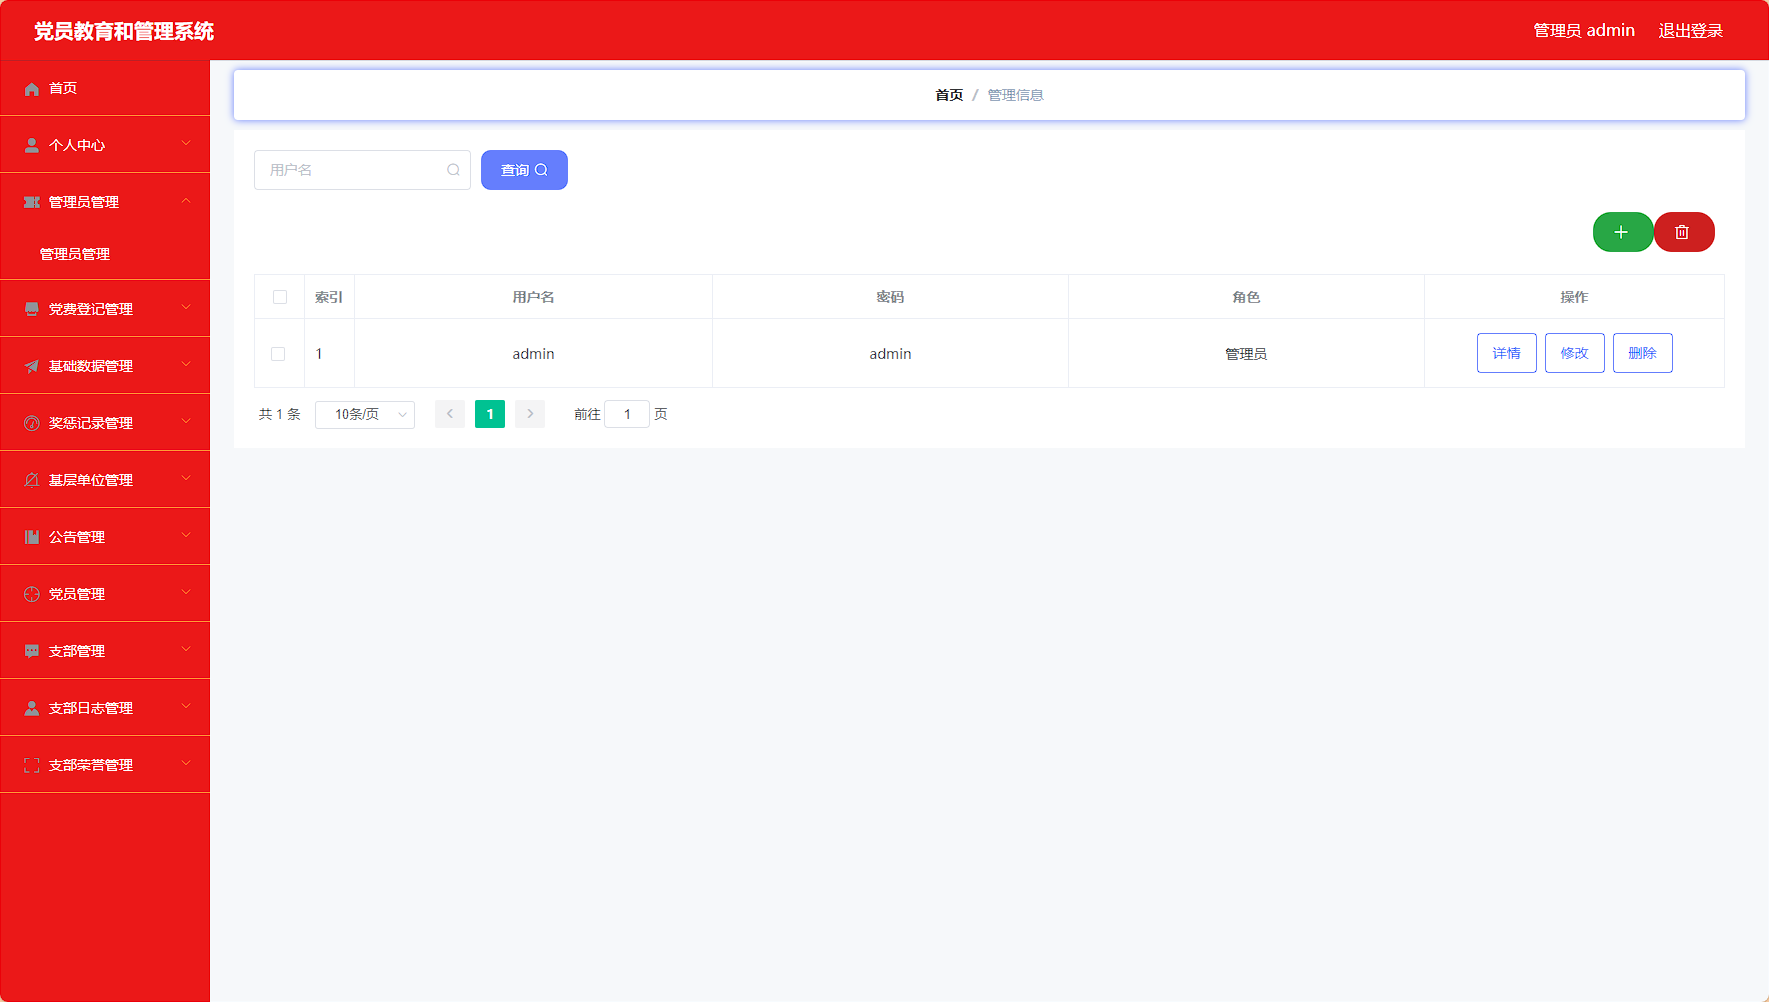 党员教育和管理系统
管理员 admin 退出登录
首页
个人中心
管理员管理
管理员管理
党费登记管理
基础数据管理
奖惩记录管理
基层单位管理
公告管理
党员管理
支部管理
支部日志管理
支部荣誉管理
首页 / 管理信息
用户名 查询
索引 用户名 密码 角色 操作
1 admin admin 管理员 详情 修改 删除
共 1 条 10条/页 1 前往 1 页